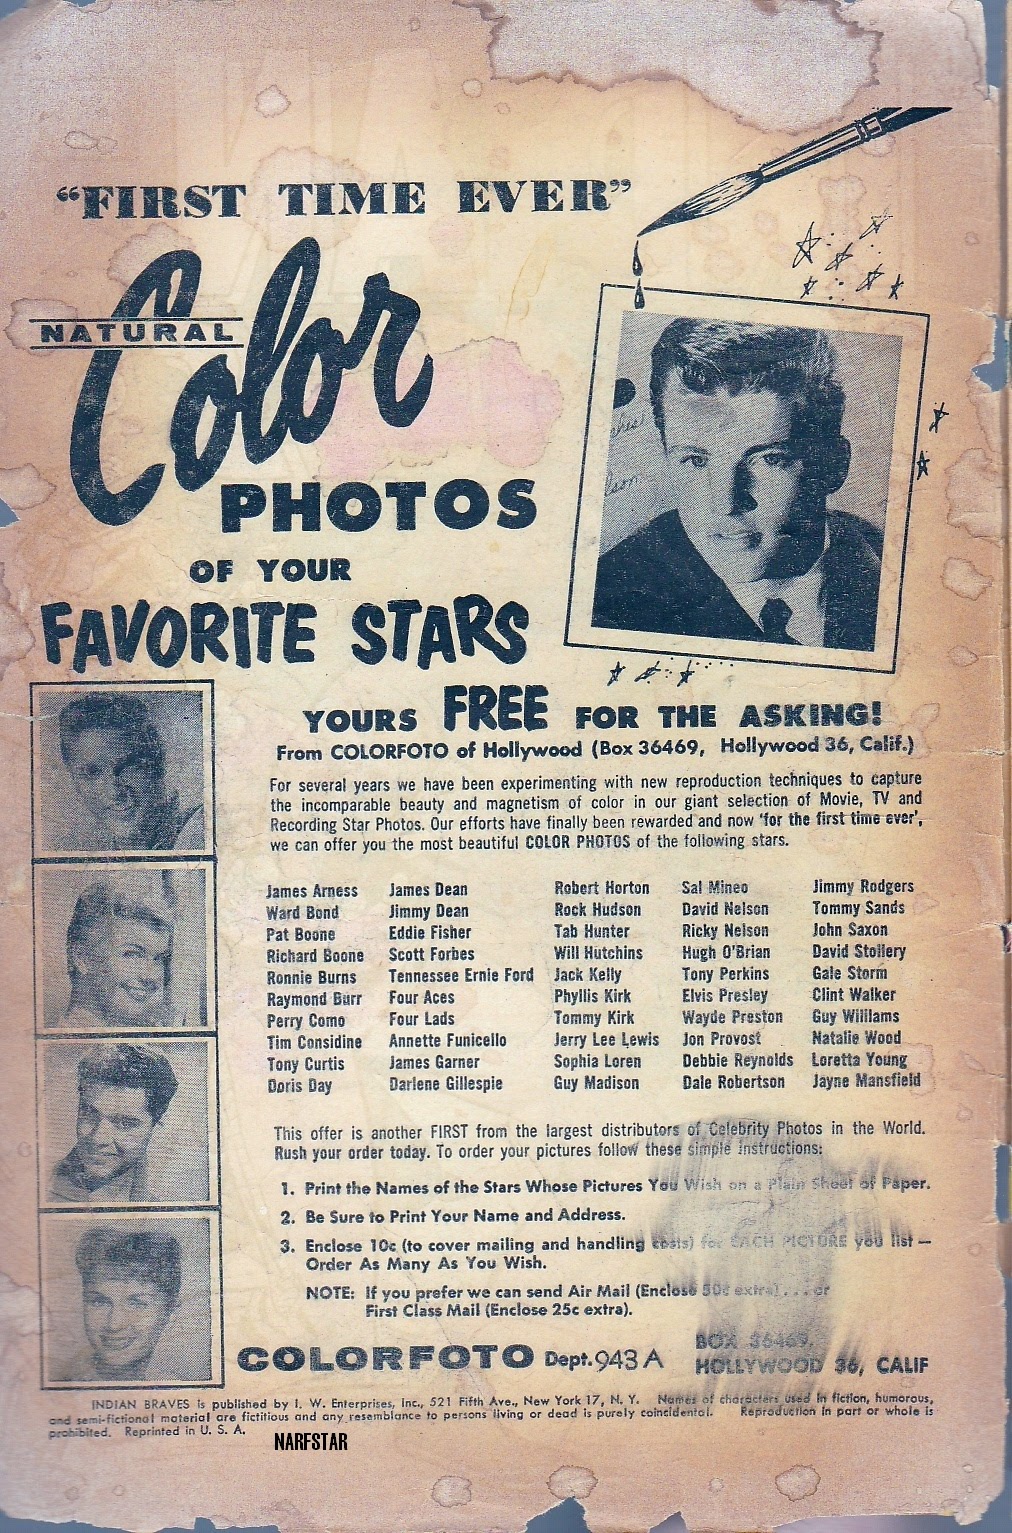 "FIRST TIME EVER"
NATURAL
Color
PHOTOS
OF YOUR
FAVORITE STARS
YOURS FREE FOR THE ASKING!
From COLORFOTO of Hollywood (Box 36469, Hollywood 36, Calif.)
For several years we have been experimenting with new reproduction techniques to capture
the incomparable beauty and magnetism of color in our giant selection of Movie, TV and
Recording Star Photos. Our efforts have finally been rewarded and now 'for the first time ever',
we can offer you the most beautiful COLOR PHOTOS of the following stars.
James Arness
Ward Bond
Pat Boone
Richard Boone
Ronnie Burns
Raymond Burr
Perry Como
Tim Considine
Tony Curtis
Doris Day
James Dean
Jimmy Dean
Eddie Fisher
Scott Forbes
Tennessee Ernie Ford
Four Aces
Four Lads
Annette Funicello
James Garner
Darlene Gillespie
Robert Horton
Rock Hudson
Tab Hunter
Will Hutchins
Jack Kelly
Phyllis Kirk
Tommy Kirk
Jerry Lee Lewis
Sophia Loren
Guy Madison
Sal Mineo
David Nelson
Ricky Nelson
Hugh O'Brian
Tony Perkins
Elvis Presley
Wayde Preston
Jon Provost
Debbie Reynolds
Dale Robertson
Jimmy Rodgers
Tommy Sands
John Saxon
David Stollery
Gale Storm
Clint Walker
Guy Williams
Natalie Wood
Loretta Young
Jayne Mansfield
This offer is another FIRST from the largest distributors of Celebrity Photos in the World.
Rush your order today. To order your pictures follow these simple instructions:
1. Print the Names of the Stars Whose Pictures You Wish on a Plain Sheet of Paper.
2. Be Sure to Print Your Name and Address.
3. Enclose 10c (to cover mailing and handling costs) for EACH PICTURE you list —
Order As Many As You Wish.
NOTE: If you prefer we can send Air Mail (Enclose 50c extra) . . . . or
First Class Mail (Enclose 25c extra).
COLORFOTO Dept. 943 A
BOX 36469,
HOLLYWOOD 36, CALIF
INDIAN BRAVES is published by I. W. Enterprises, Inc., 521 Fifth Ave., New York 17, N. Y. Names of characters used in fiction, humorous,
and semi-fictional material are fictitious and any resemblance to persons living or dead is purely coincidental. Reproduction in part or whole is
prohibited. Reprinted in U. S. A.
NARFSTAR